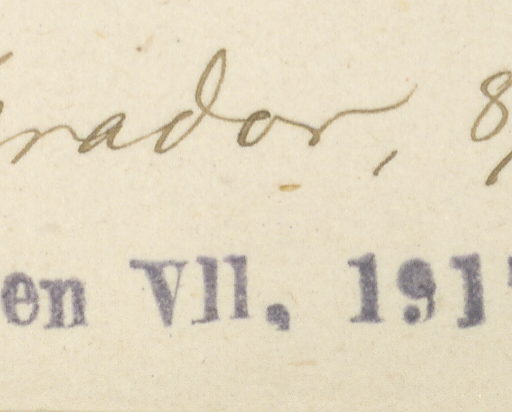 rador, 8
en VII, 191